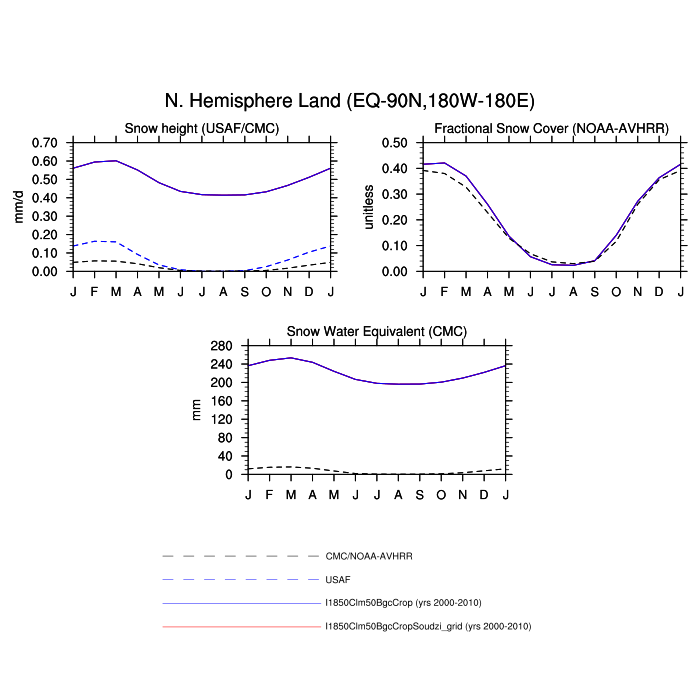 N. Hemisphere Land (EQ-90N,180W-180E)
Snow height (USAF/CMC)
mm/d
0.70
0.60
0.50
0.40
0.30
0.20
0.10
0.00
J F M A M J J A S O N D J
Fractional Snow Cover (NOAA-AVHRR)
unitless
0.50
0.40
0.30
0.20
0.10
0.00
J F M A M J J A S O N D J
Snow Water Equivalent (CMC)
mm
280
240
200
160
120
80
40
0
J F M A M J J A S O N D J
CMC/NOAA-AVHRR
USAF
I1850Clm50BgcCrop (yrs 2000-2010)
I1850Clm50BgcCropSoudzi_grid (yrs 2000-2010)